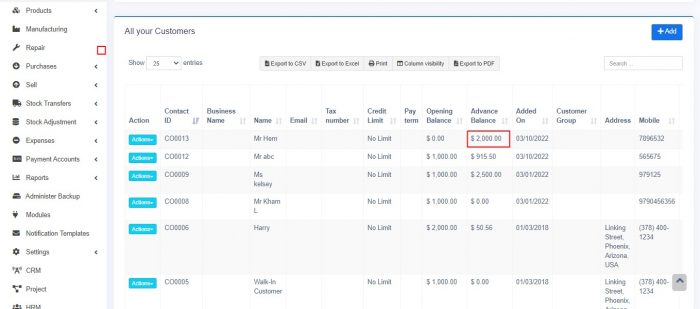 Products
Manufacturing
Repair
Purchases
Sell
Stock Transfers
Stock Adjustment
Expenses
Payment Accounts
Reports
Administer Backup
Modules
Notification Templates
Settings
CRM
Project
HRM
All your Customers
+Add
Show 25 entries
Export to CSV Export to Excel Print Column visibility Export to PDF
Search ...
Action Contact ID Business Name Name Email Tax number Credit Limit Pay term Opening Balance Advance Balance Added On Customer Group Address Mobile
Actions CO0013 Mr Hem No Limit $ 0.00 $ 2,000.00 03/10/2022 7896532
Actions CO0012 Mr abc No Limit $ 1,000.00 $ 915.50 03/10/2022 565675
Actions CO0009 Ms No Limit $ 1,000.00 $ 2,500.00 03/01/2022 979125
kelsey
Actions CO0008 Mr Kham No Limit $ 1,000.00 $ 0.00 03/01/2022 9790456356
L
Actions CO0006 Harry No Limit $ 2,000.00 $ 50.56 01/03/2018 Linking (378) 400-
Street, 1234
Phoenix,
Arizona,
USA
Actions CO0005 Walk-In No Limit $ 1,000.00 $ 0.00 01/03/2018 Linking (378) 400-
Customer Street, 1234
Phoenix,
Arizona,